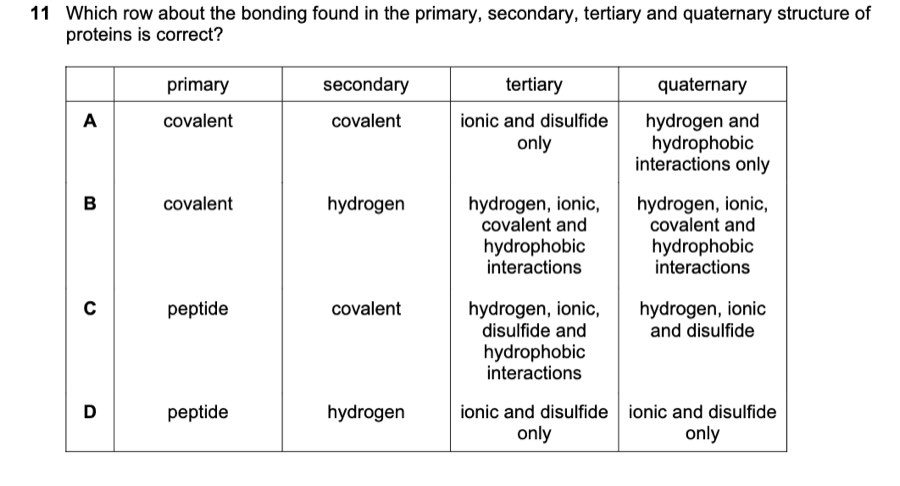 11 Which row about the bonding found in the primary, secondary, tertiary and quaternary structure of
proteins is correct?
primary secondary tertiary quaternary
A covalent covalent ionic and disulfide hydrogen and
only hydrophobic
interactions only
B covalent hydrogen hydrogen, ionic, hydrogen, ionic,
covalent and covalent and
hydrophobic hydrophobic
interactions interactions
C peptide covalent hydrogen, ionic, hydrogen, ionic
disulfide and and disulfide
hydrophobic
interactions
D peptide hydrogen ionic and disulfide ionic and disulfide
only only